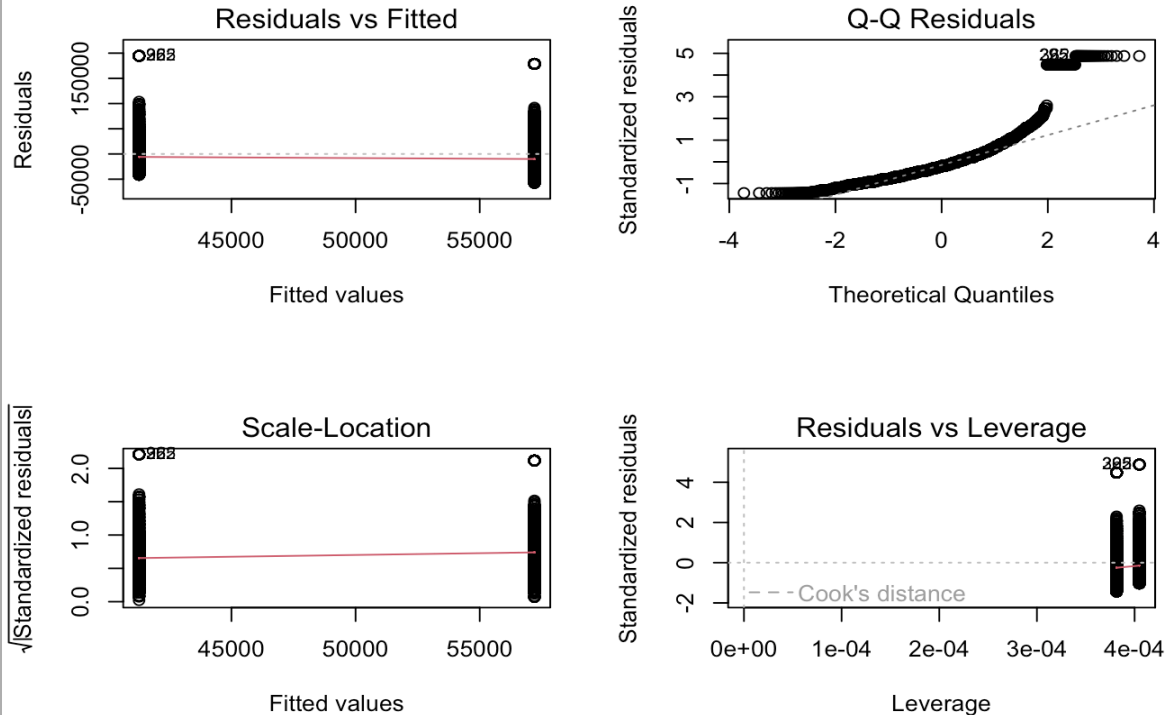 Residuals vs Fitted
Residuals
150000
-50000
45000 50000 55000
Fitted values
Q-Q Residuals
Standardized residuals
5
3
1
-1
-4 -2 0 2 4
Theoretical Quantiles
Scale-Location
√|Standardized residuals|
2.0
1.0
0.0
45000 50000 55000
Fitted values
Residuals vs Leverage
Standardized residuals
4
2
0
-2
Cook's distance
0e+00 1e-04 2e-04 3e-04 4e-04
Leverage